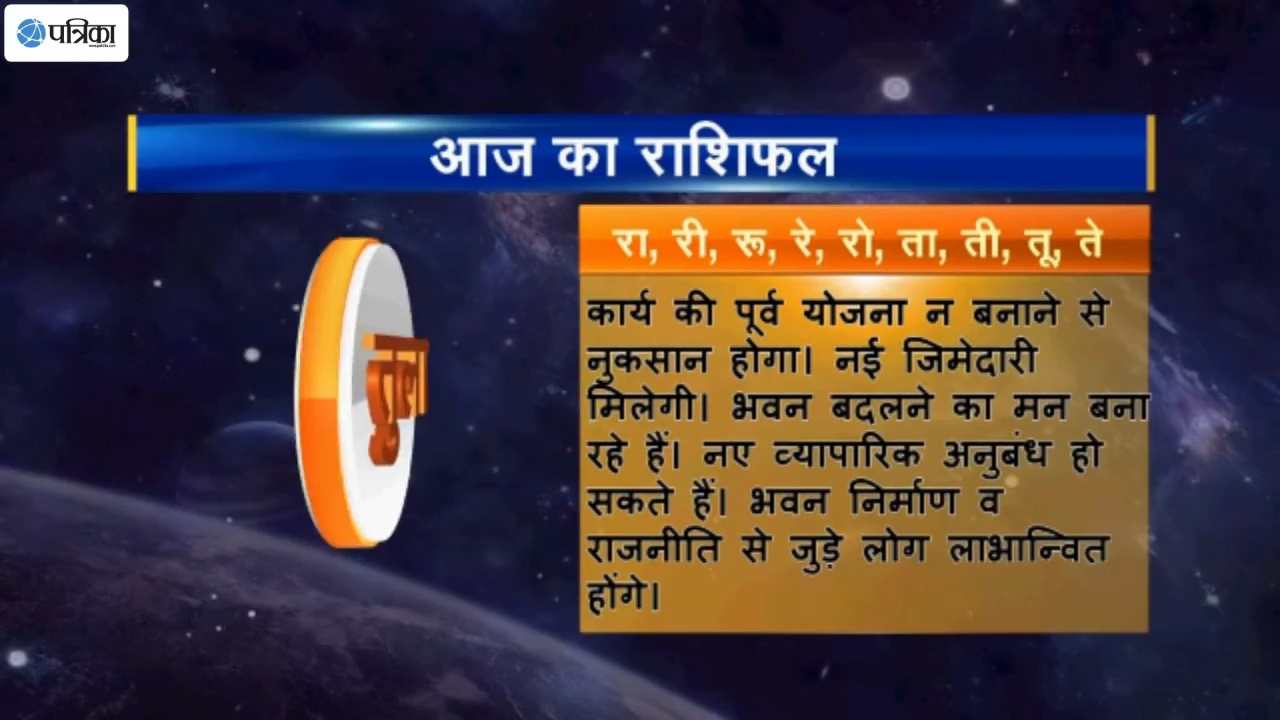 पत्रिका
आज का राशिफल
रा, री, रू, रे, रो, ता, ती, तू, ते
कार्य की पूर्व योजना न बनाने से
नुकसान होगा। नई जिमेदारी
मिलेगी। भवन बदलने का मन बना
रहे हैं। नए व्यापारिक अनुबंध हो
सकते हैं। भवन निर्माण व
राजनीति से जुड़े लोग लाभान्वित
होंगे।
तुला